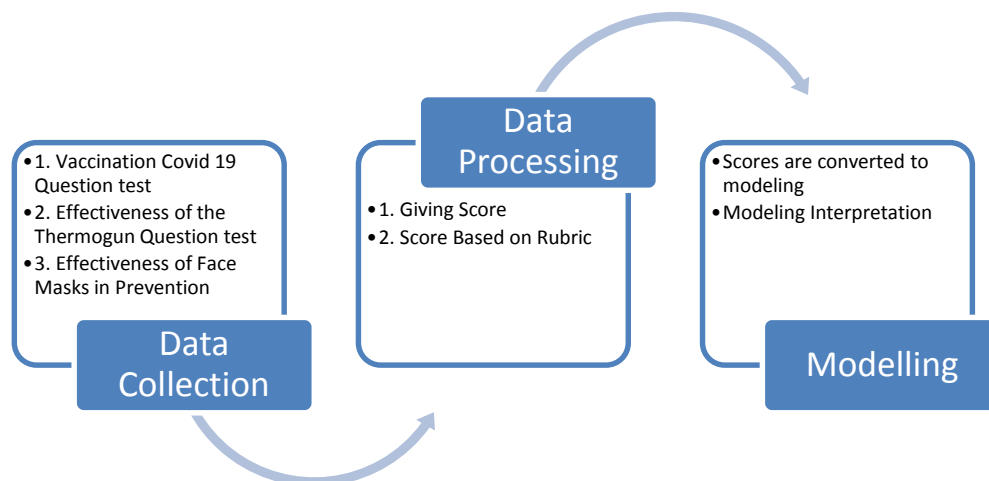 •1. Vaccination Covid 19
Question test
•2. Effectiveness of the
Thermogun Question test
•3. Effectiveness of Face
Masks in Prevention
Data
Collection
Data
Processing
•1. Giving Score
•2. Score Based on Rubric
•Scores are converted to
modeling
•Modeling Interpretation
Modelling